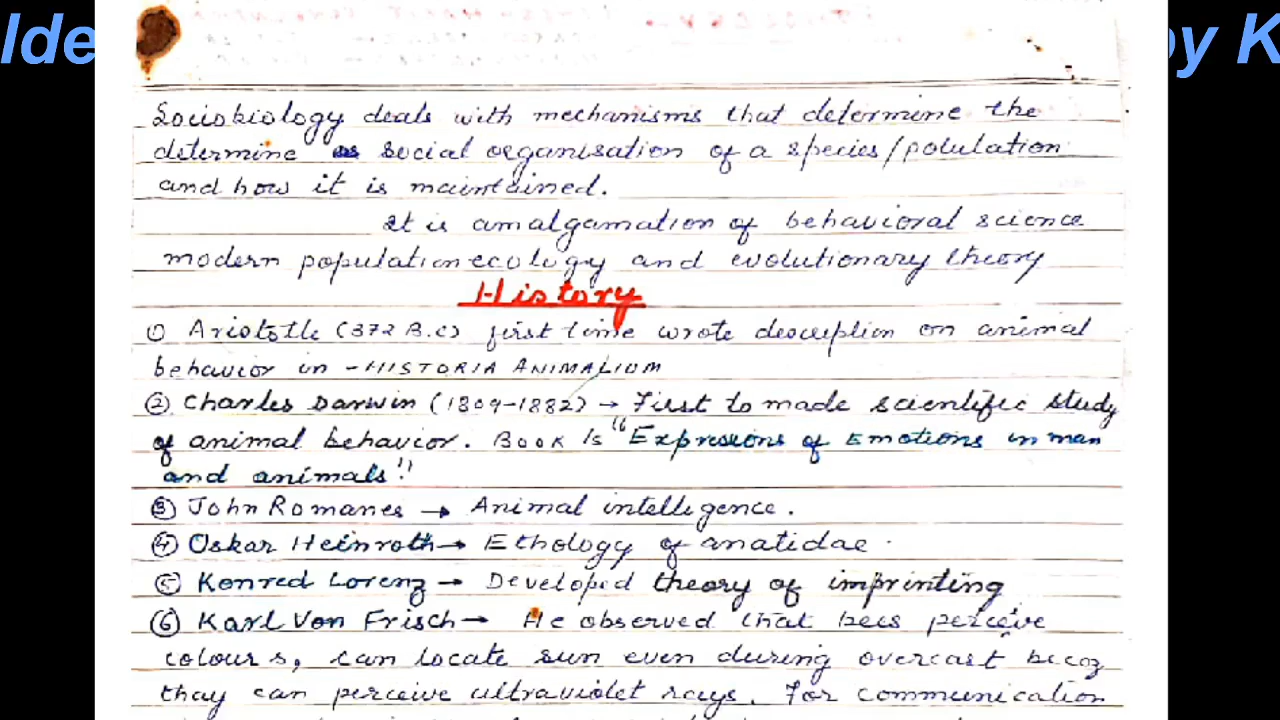 Ide
by K
Sociobiology deals with mechanisms that determine the
determine social organisation of a species/polulation
and how it is maintained.
It is amalgamation of behavioral science
modern population ecology and evolutionary theory
History
① Aristotle (372 B.C) first time wrote description on animal
behavior in - HISTORIA ANIMALIUM
② Charles Darwin (1809-1882) → First to made scientific study
of animal behavior. Book is "Expressions of Emotions in man
and animals"
③ John Romanes → Animal intelligence.
④ Oskar Heinroth → Ethology of anatidae.
⑤ Konred Lorenz → Developed theory of imprinting
⑥ Karl Von Frisch → He observed that bees perceive
colours, can locate sun even during overcast becoz
thay can perceive ultraviolet rays. For communication